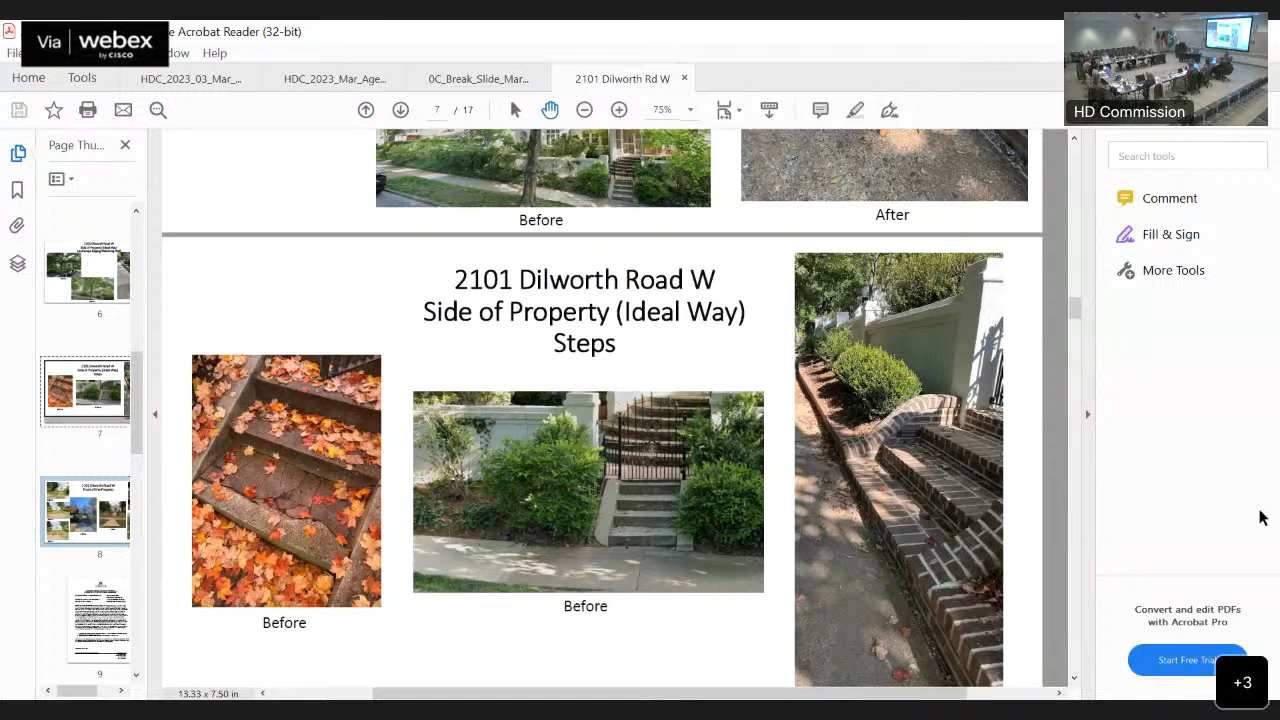 Via webex
by CISCO
e Acrobat Reader (32-bit)
dow Help
Home Tools HDC_2023_03_Mar_... HDC_2023_Mar_Age... 0C_Break_Slide_Mar... 2101 Dilworth Rd W ×
7 / 17 75%
HD Commission
Page Thu...
Search tools
Comment
Fill & Sign
More Tools
Before
After
2101 Dilworth Road W
Side of Property (Ideal Way)
Steps
Before
Before
6
7
8
9
Convert and edit PDFs
with Acrobat Pro
Start Free Trial
+3
13.33 x 7.50 in